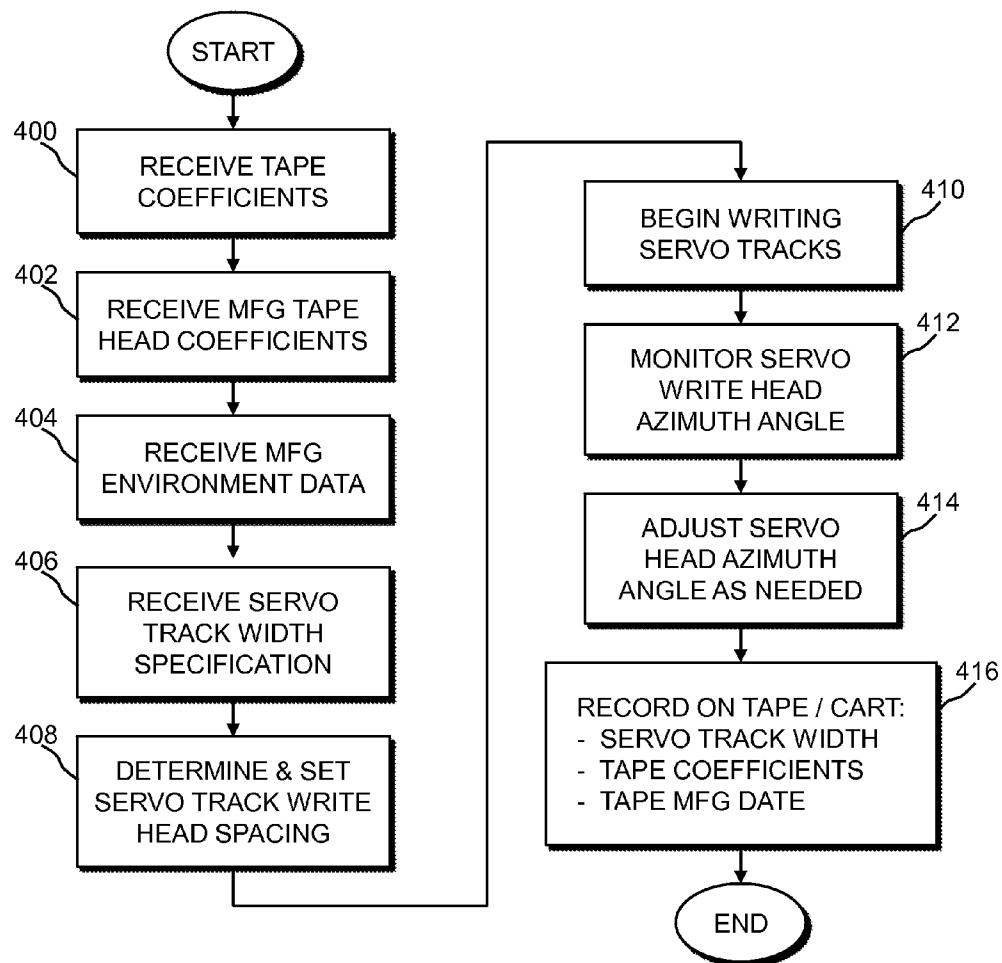 START
400
RECEIVE TAPE
COEFFICIENTS
402
RECEIVE MFG TAPE
HEAD COEFFICIENTS
404
RECEIVE MFG
ENVIRONMENT DATA
406
RECEIVE SERVO
TRACK WIDTH
SPECIFICATION
408
DETERMINE & SET
SERVO TRACK WRITE
HEAD SPACING
410
BEGIN WRITING
SERVO TRACKS
412
MONITOR SERVO
WRITE HEAD
AZIMUTH ANGLE
414
ADJUST SERVO
HEAD AZIMUTH
ANGLE AS NEEDED
416
RECORD ON TAPE / CART:
- SERVO TRACK WIDTH
- TAPE COEFFICIENTS
- TAPE MFG DATE
END